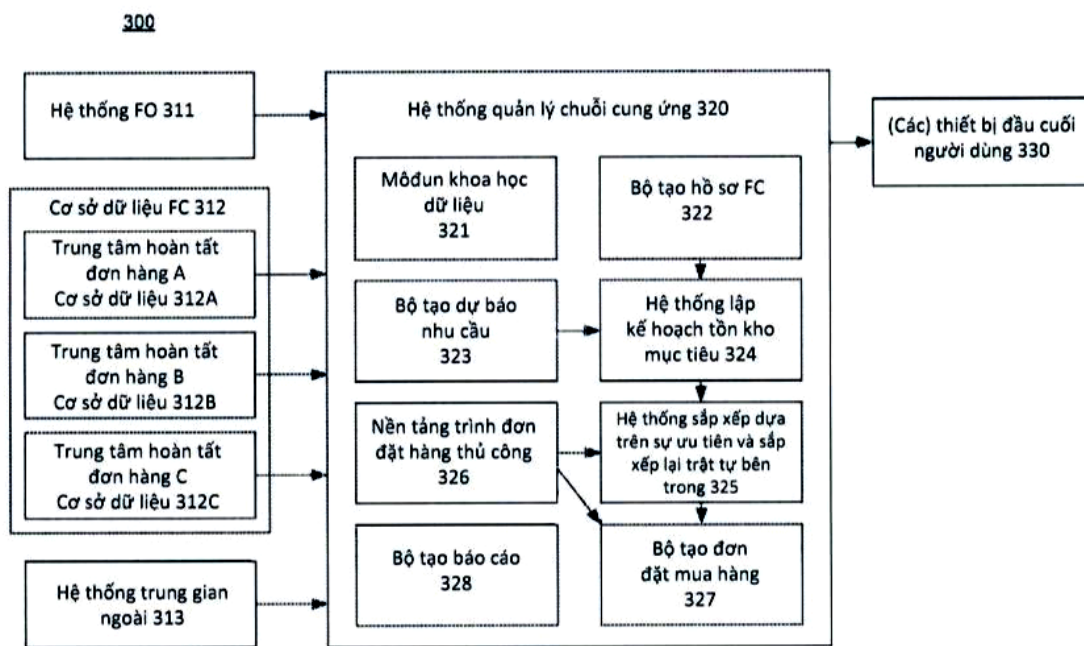 300
Hệ thống FO 311
Cơ sở dữ liệu FC 312
Trung tâm hoàn tất
đơn hàng A
Cơ sở dữ liệu 312A
Trung tâm hoàn tất
đơn hàng B
Cơ sở dữ liệu 312B
Trung tâm hoàn tất
đơn hàng C
Cơ sở dữ liệu 312C
Hệ thống trung gian
ngoài 313
Hệ thống quản lý chuỗi cung ứng 320
Môđun khoa học
dữ liệu
321
Bộ tạo hồ sơ FC
322
Bộ tạo dự báo
nhu cầu
323
Hệ thống lập
kế hoạch tồn kho
mục tiêu 324
Nền tảng trình đơn
đặt hàng thủ công
326
Hệ thống sắp xếp dựa
trên sự ưu tiên và sắp
xếp lại trật tự bên
trong 325
Bộ tạo báo cáo
328
Bộ tạo đơn
đặt mua hàng
327
(Các) thiết bị đầu cuối
người dùng 330